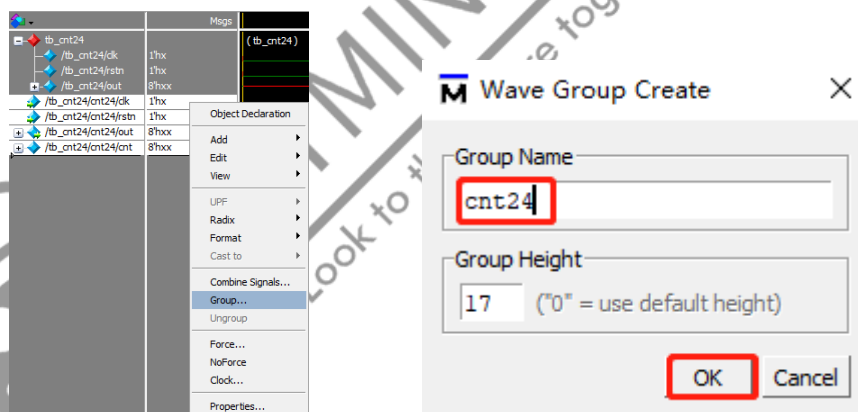 Msgs
tb_cnt24
( tb_cnt24 )
/tb_cnt24/clk 1'hx
/tb_cnt24/rstn 1'hx
/tb_cnt24/out 8'hxx
/tb_cnt24/cnt24/clk 1'hx
/tb_cnt24/cnt24/rstn 1'hx
/tb_cnt24/cnt24/out 8'hxx
/tb_cnt24/cnt24/cnt 8'hxx
Object Declaration
Add
Edit
View
UPF
Radix
Format
Cast to
Combine Signals...
Group...
Ungroup
Force...
NoForce
Clock...
Properties...
M Wave Group Create
Group Name
cnt24
Group Height
17 ("0" = use default height)
OK Cancel